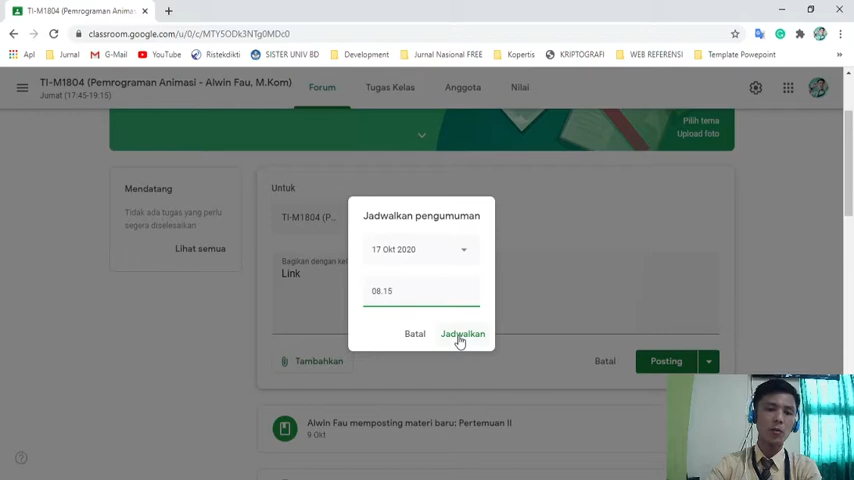 TI-M1804 (Pemrograman Animasi -
classroom.google.com/u/0/c/MTY5ODk3NTg0MDc0
Apl
Jurnal
G-Mail
YouTube
Ristekdikti
SISTER UNIV BD
Development
Jurnal Nasional FREE
Kopertis
KRIPTOGRAFI
WEB REFERENSI
Template Powepoint
TI-M1804 (Pemrograman Animasi - Alwin Fau, M.Kom)
Jumat (17:45-19:15)
Forum
Tugas Kelas
Anggota
Nilai
Pilih tema
Upload foto
Mendatang
Tidak ada tugas yang perlu
segera diselesaikan
Lihat semua
Untuk
TI-M1804 (P...
Bagikan dengan kel
Link
Jadwalkan pengumuman
17 Okt 2020
08.15
Batal
Jadwalkan
Tambahkan
Batal
Posting
Alwin Fau memposting materi baru: Pertemuan II
9 Okt